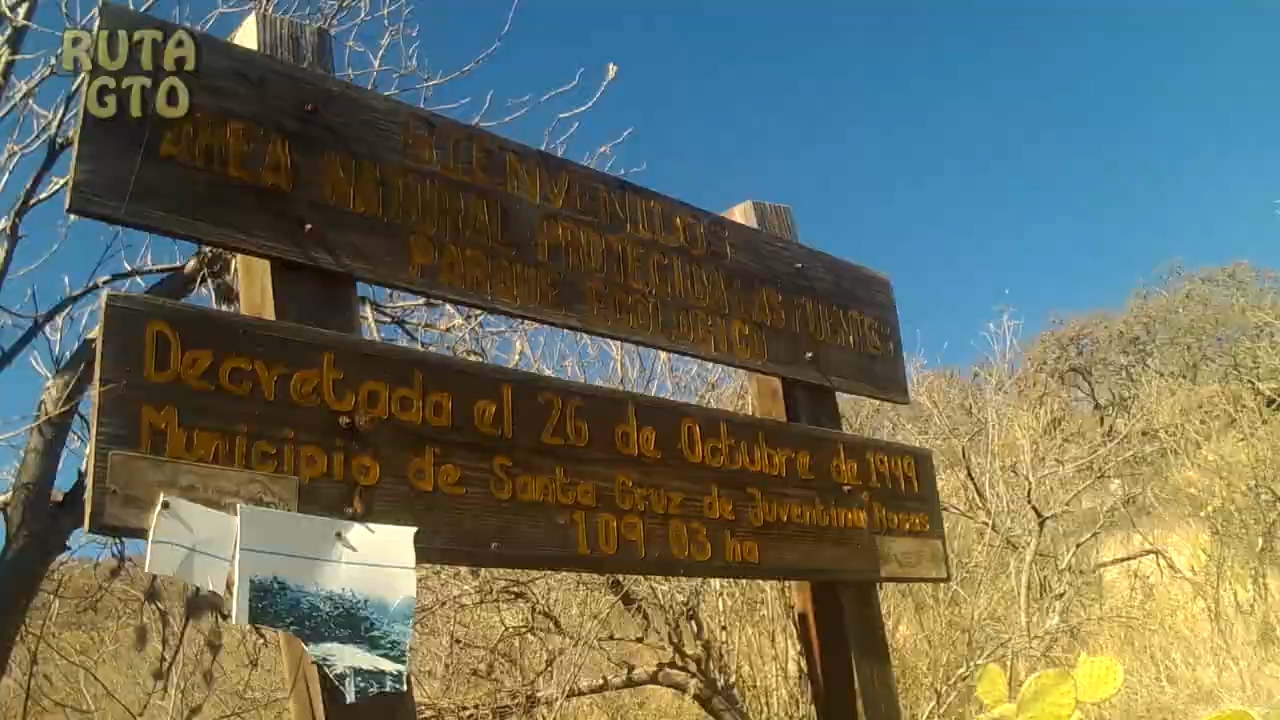 RUTA
GTO
BIENVENIDOS
AREA NATURAL PROTEGIDA LAS FUENTES
PARQUE ECOLOGICO
Decretada el 26 de Octubre de 1949
Municipio de Santa Cruz de Juventino Rosas
109.03 ha